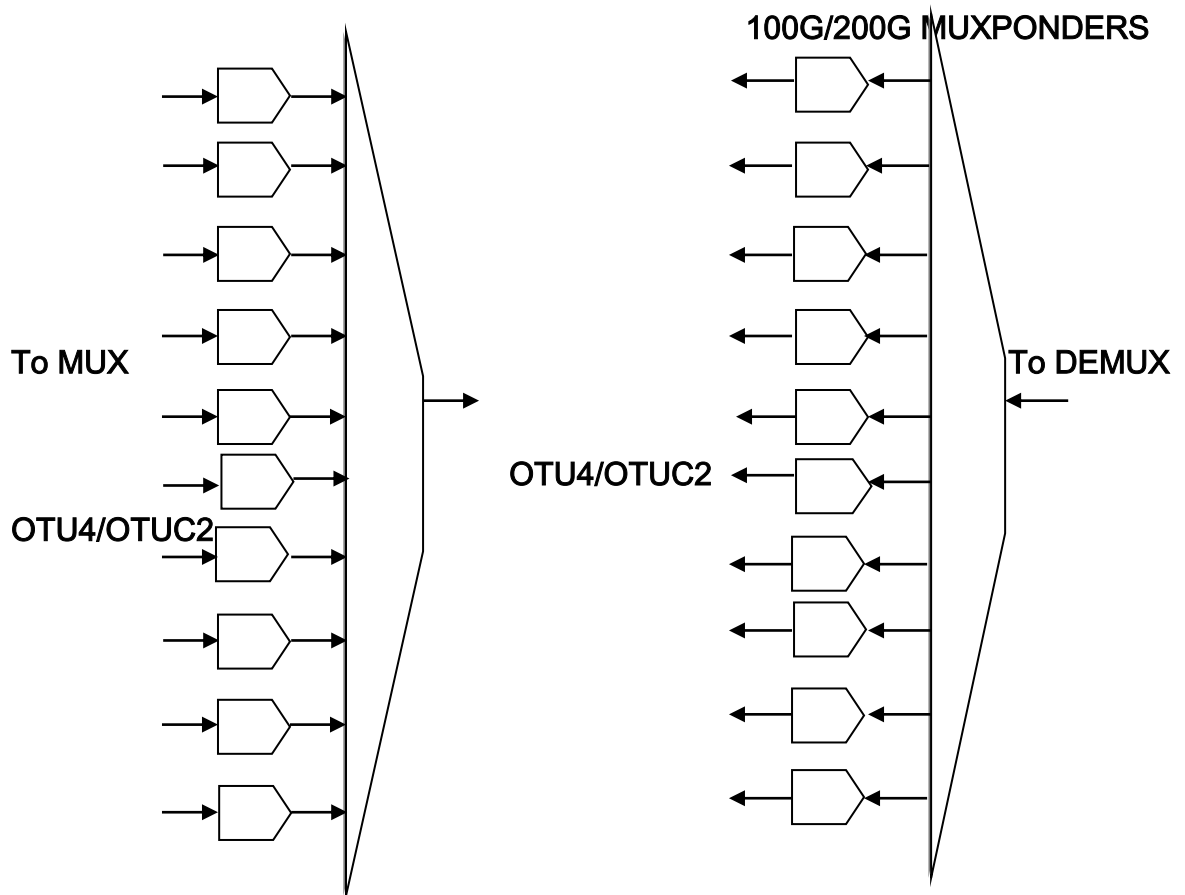 100G/200G MUXPONDERS
To MUX
To DEMUX
OTU4/OTUC2
OTU4/OTUC2